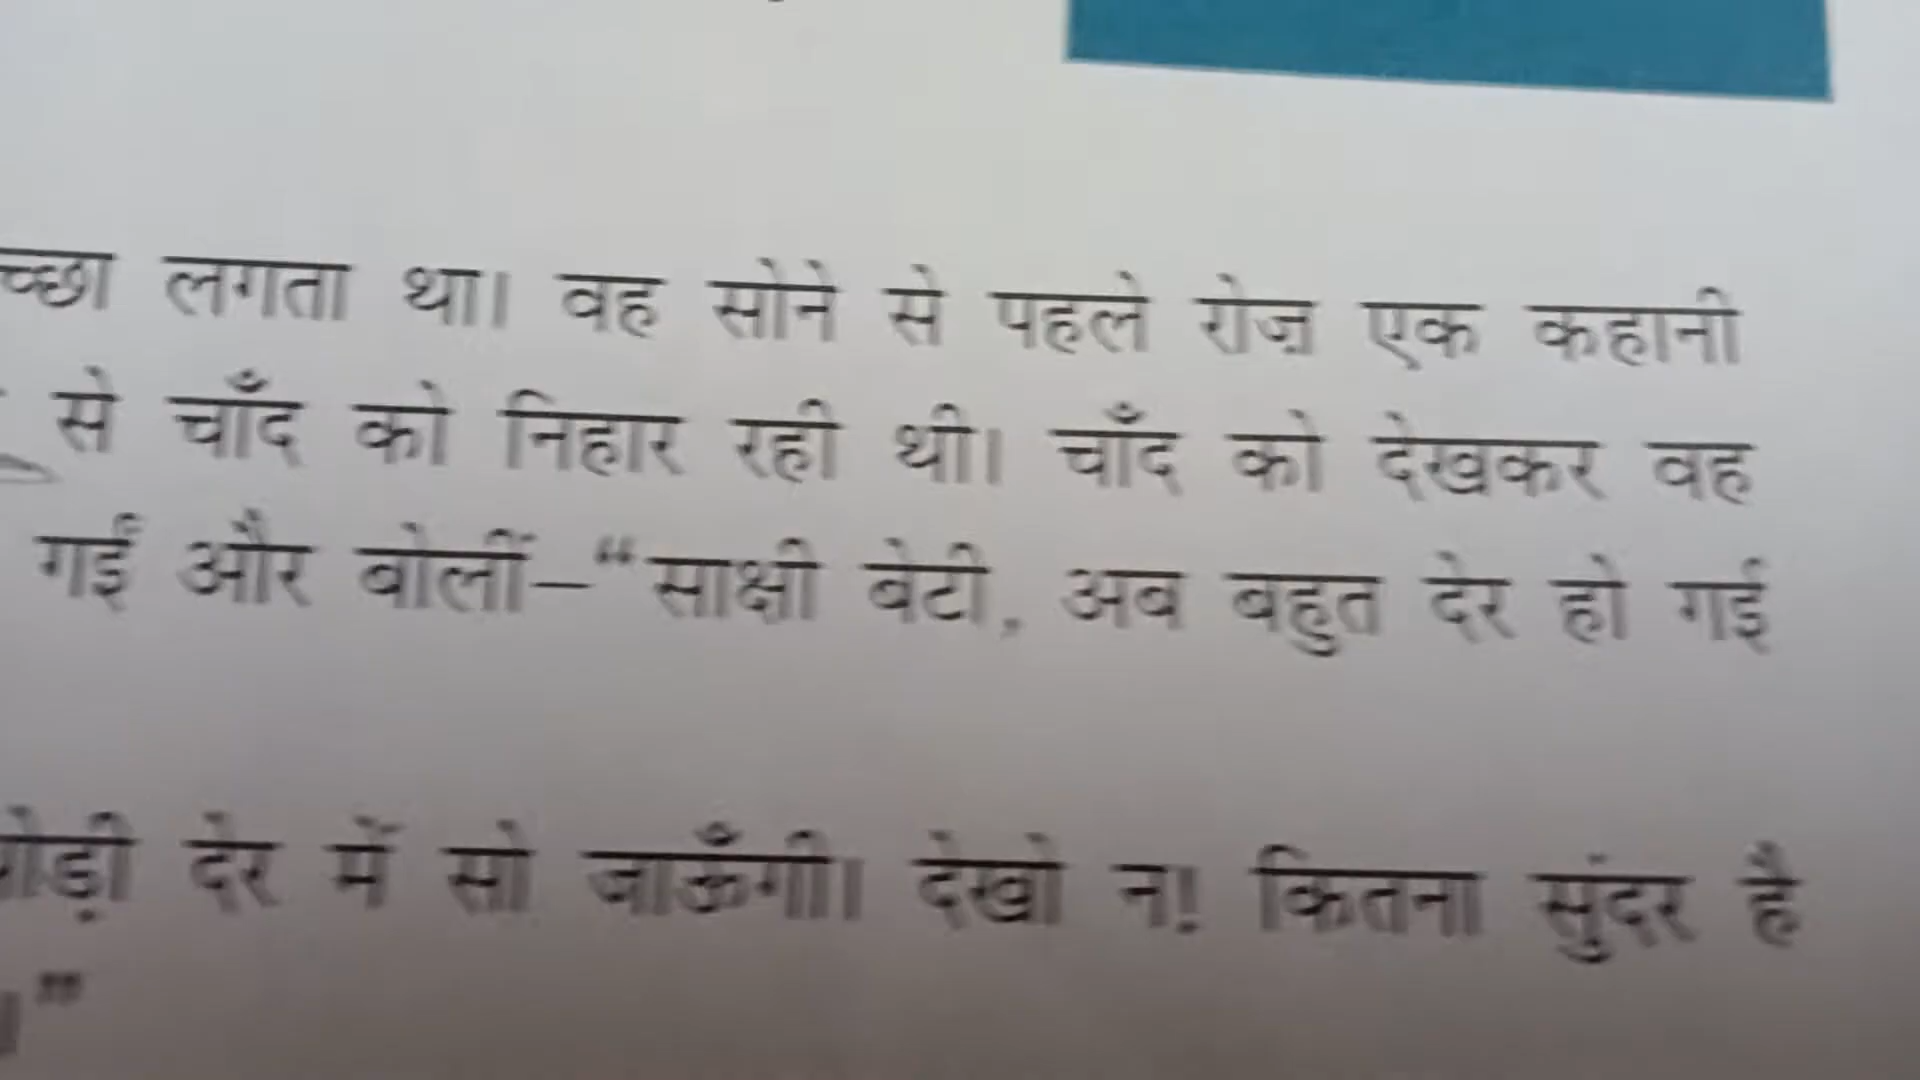 च्छा लगता था। वह सोने से पहले रोज़ एक कहानी
से चाँद को निहार रही थी। चाँद को देखकर वह
गईं और बोलीं–“साक्षी बेटी, अब बहुत देर हो गई
देर में सो जाऊँगी। देखो न! कितना सुंदर है
।”